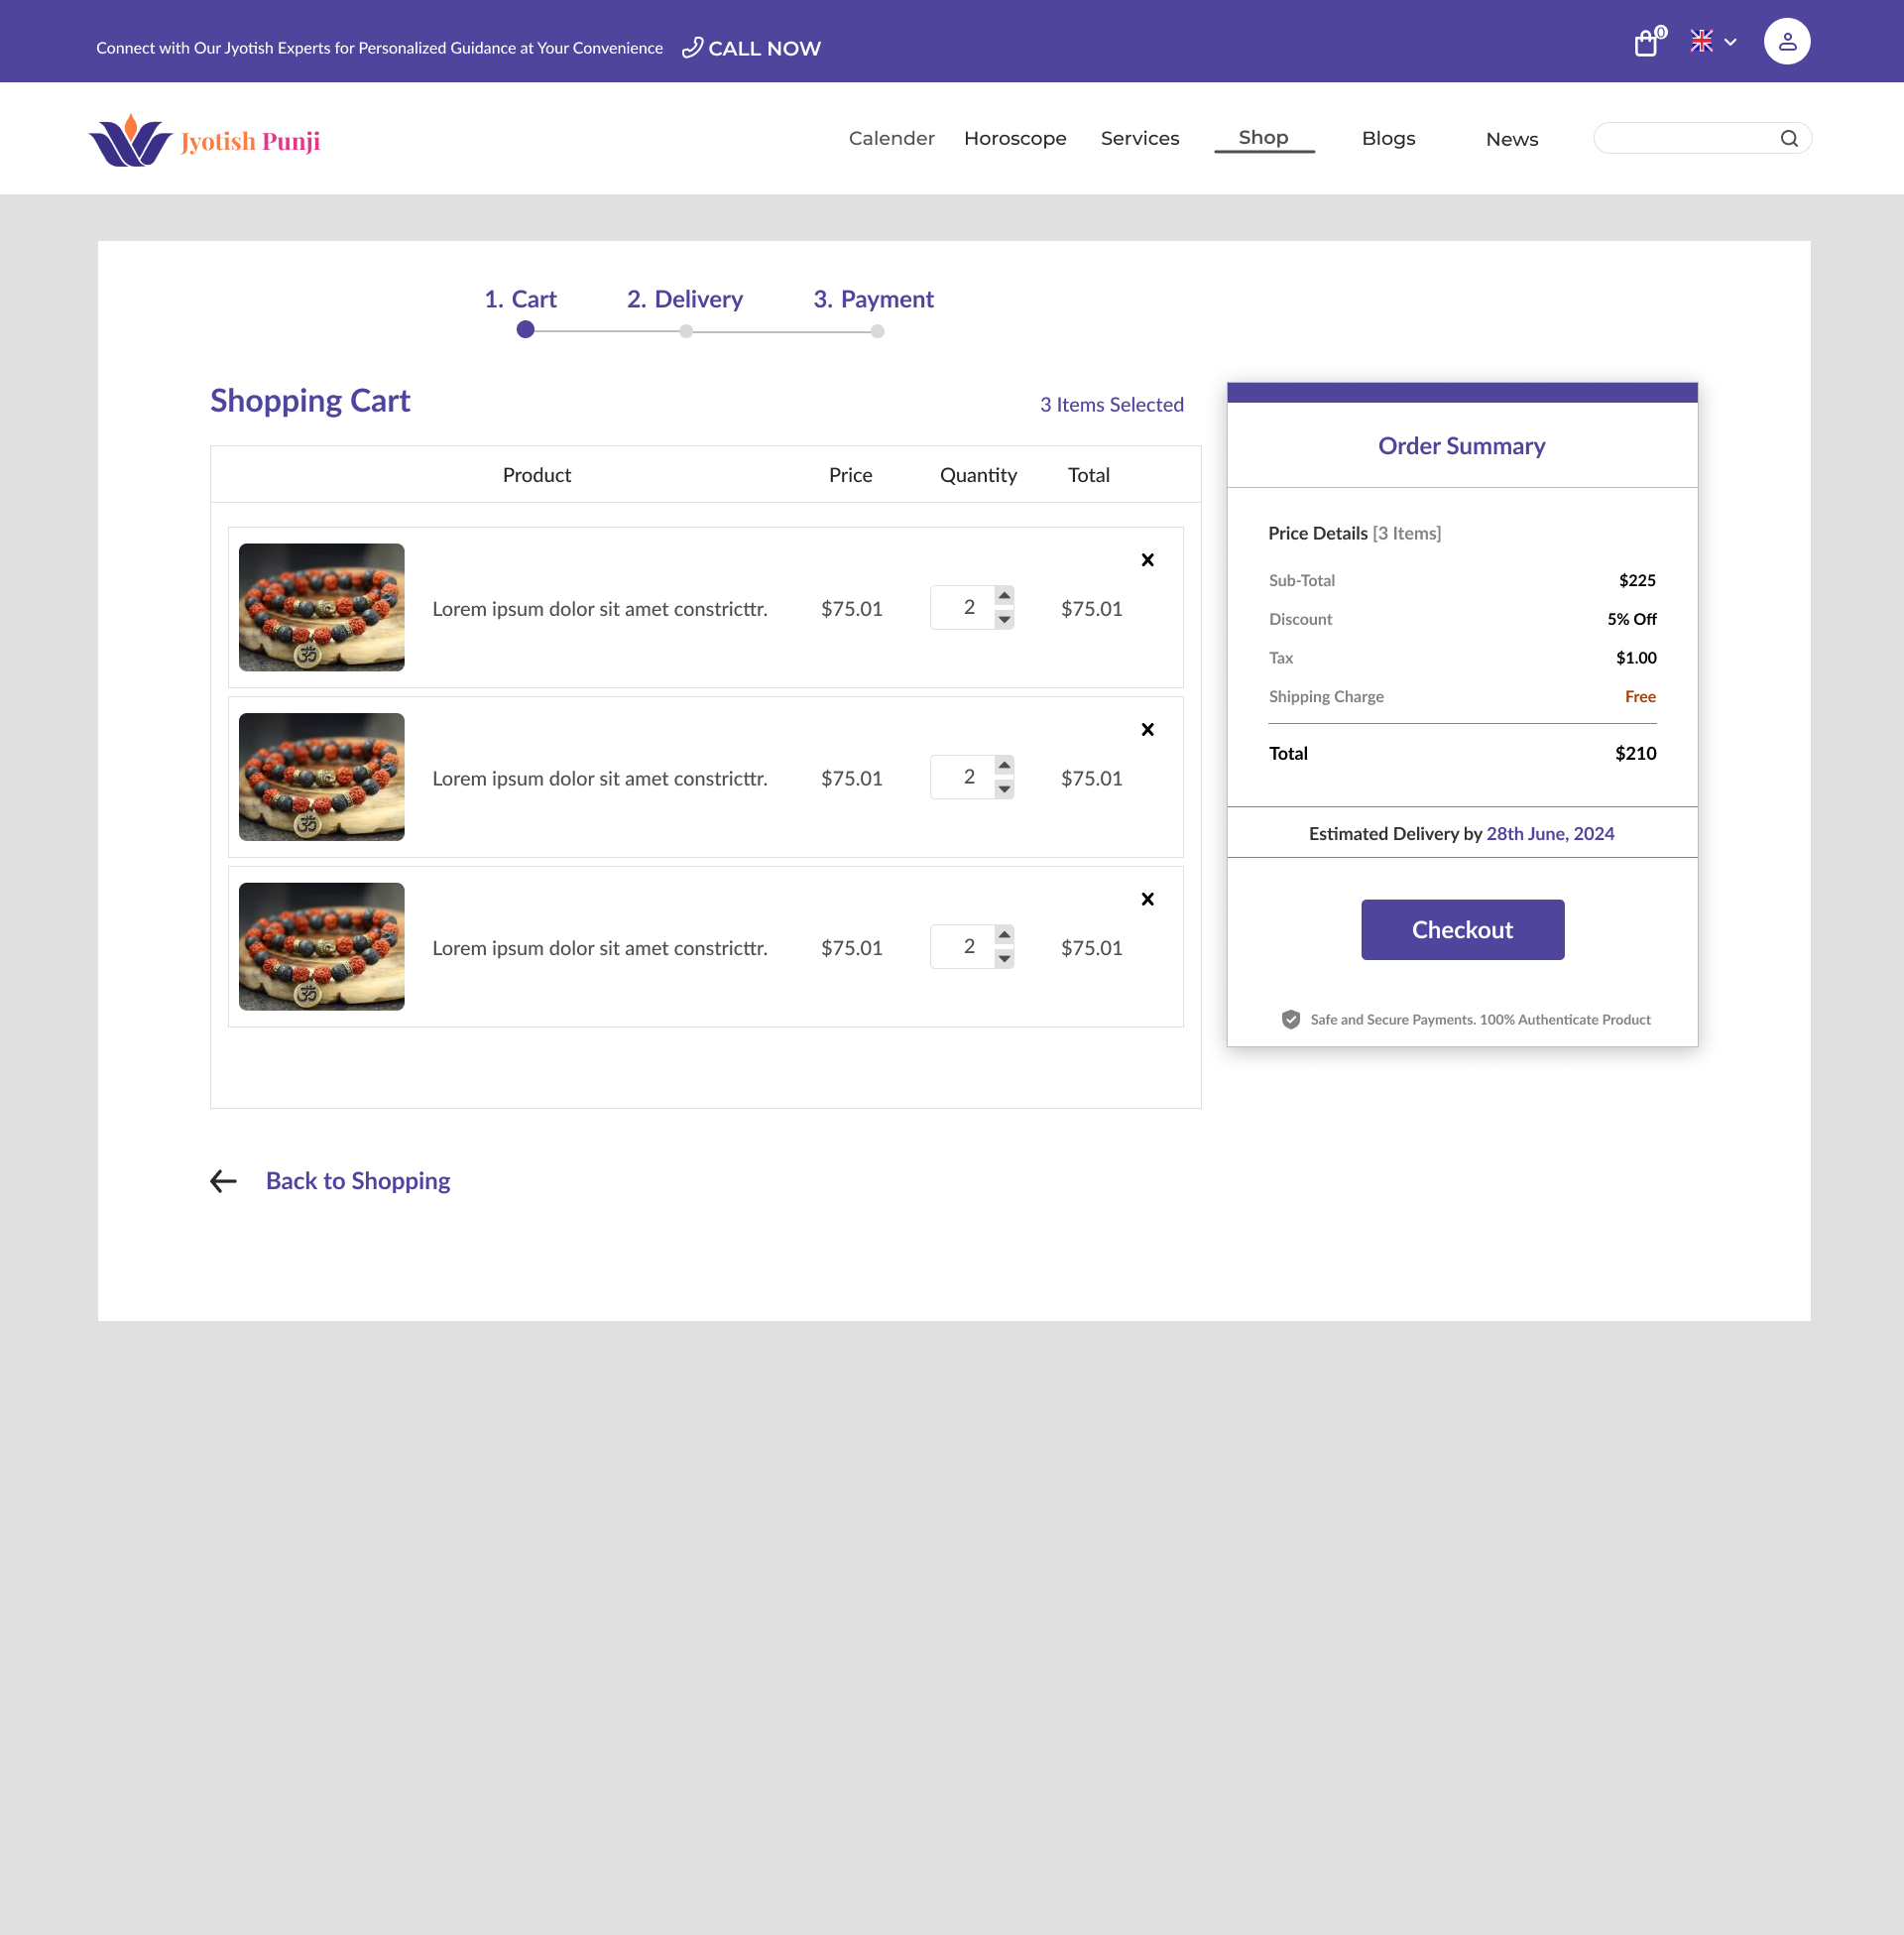 Connect with Our Jyotish Experts for Personalized Guidance at Your Convenience CALL NOW 0
Jyotish Punji
Calender Horoscope Services Shop Blogs News
1. Cart 2. Delivery 3. Payment
Shopping Cart 3 Items Selected
Product Price Quantity Total
Lorem ipsum dolor sit amet constricttr. $75.01 2 $75.01
Lorem ipsum dolor sit amet constricttr. $75.01 2 $75.01
Lorem ipsum dolor sit amet constricttr. $75.01 2 $75.01
Back to Shopping
Order Summary
Price Details [3 Items]
Sub-Total $225
Discount 5% Off
Tax $1.00
Shipping Charge Free
Total $210
Estimated Delivery by 28th June, 2024
Checkout
Safe and Secure Payments. 100% Authenticate Product
ॐ
ॐ
ॐ